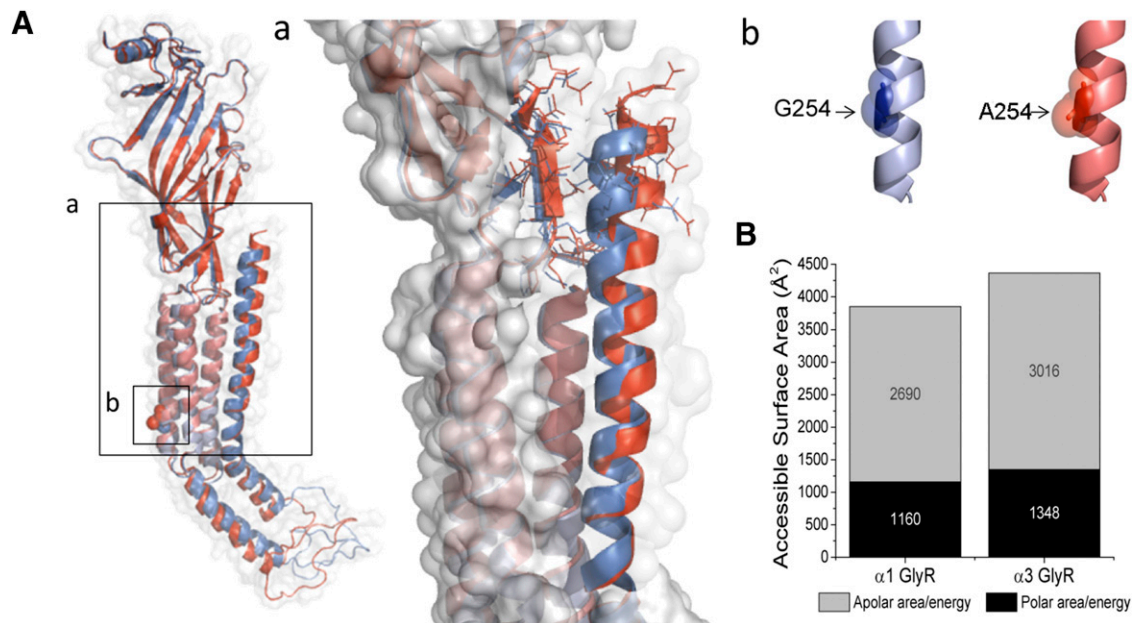 A
a
a
b
b
G254
A254
B
Accessible Surface Area (Å²)
4500
4000
3500
3000
2500
2000
1500
1000
500
0
2690
1160
3016
1348
α1 GlyR
α3 GlyR
Apolar area/energy
Polar area/energy